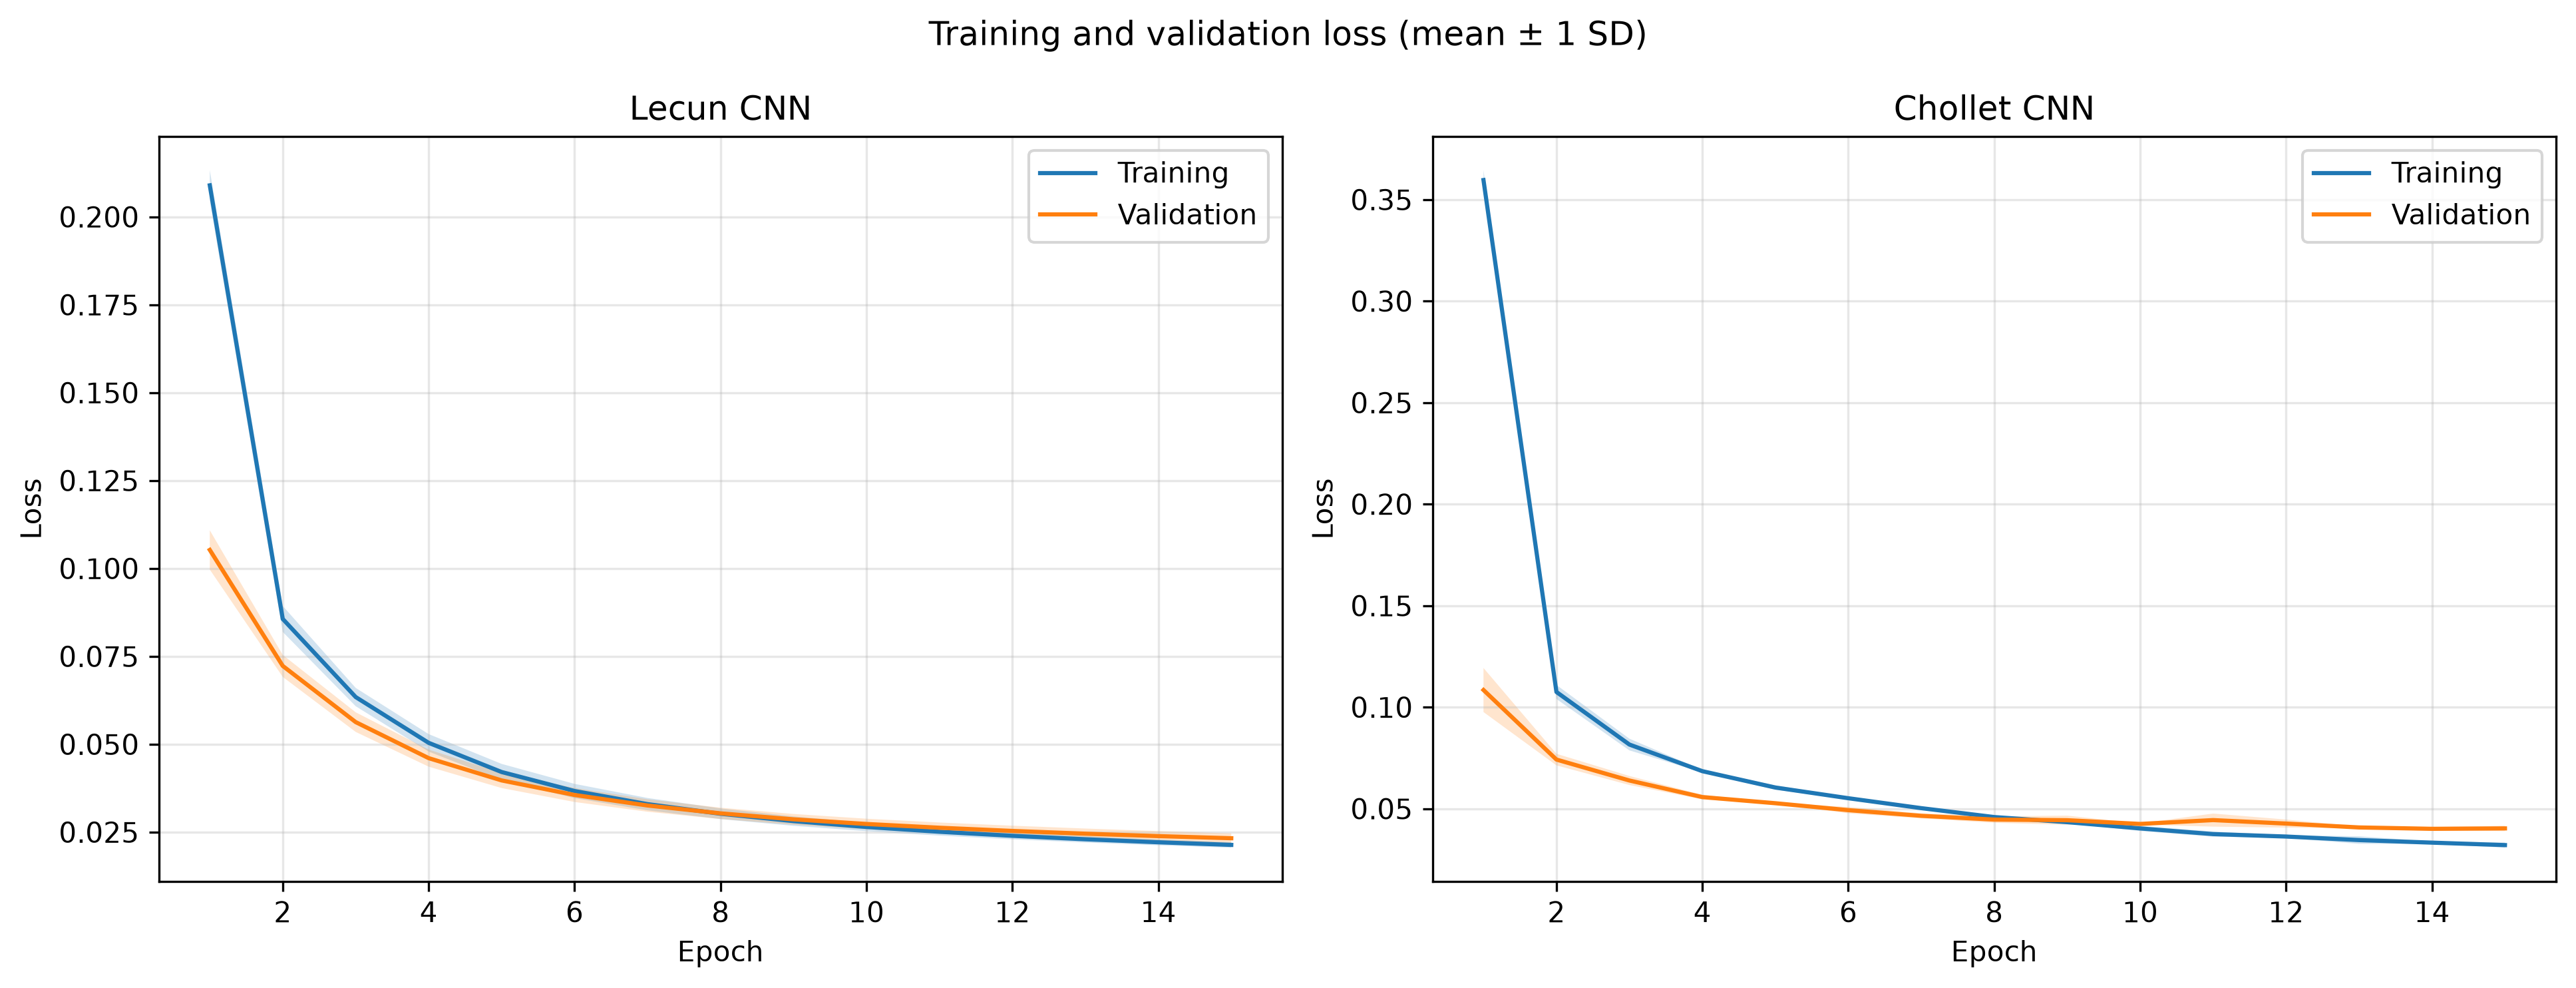 Training and validation loss (mean ± 1 SD)
Lecun CNN
Loss
0.200
0.175
0.150
0.125
0.100
0.075
0.050
0.025
2 4 6 8 10 12 14
Epoch
Training
Validation
Chollet CNN
Loss
0.35
0.30
0.25
0.20
0.15
0.10
0.05
2 4 6 8 10 12 14
Epoch
Training
Validation